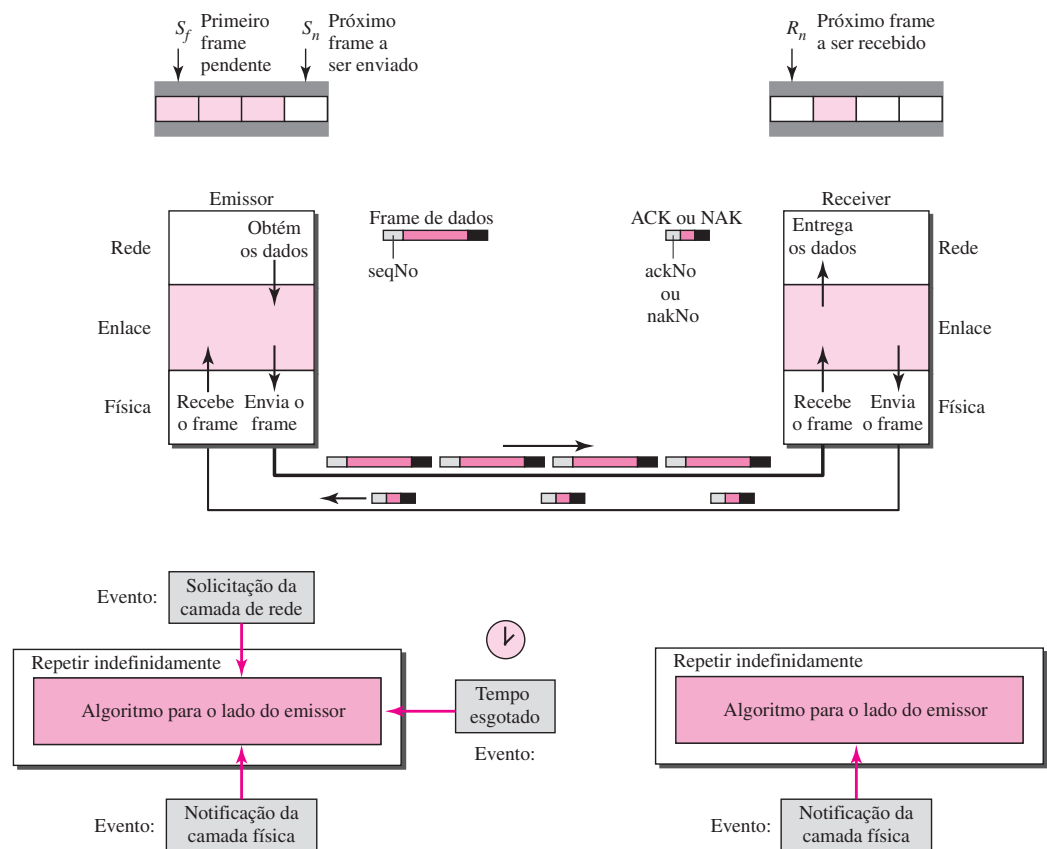 S_f Primeiro
frame
pendente
S_n Próximo
frame a
ser enviado
R_n Próximo frame
a ser recebido
Emissor
Rede
Obtém
os dados
Enlace
Física
Recebe
o frame
Envia o
frame
Frame de dados
seqNo
ACK ou NAK
ackNo
ou
nakNo
Receiver
Entrega
os dados
Rede
Enlace
Recebe
o frame
Envia
o frame
Física
Evento:
Solicitação da
camada de rede
Repetir indefinidamente
Algoritmo para o lado do emissor
Tempo
esgotado
Evento:
Evento:
Notificação da
camada física
Repetir indefinidamente
Algoritmo para o lado do emissor
Evento:
Notificação da
camada física